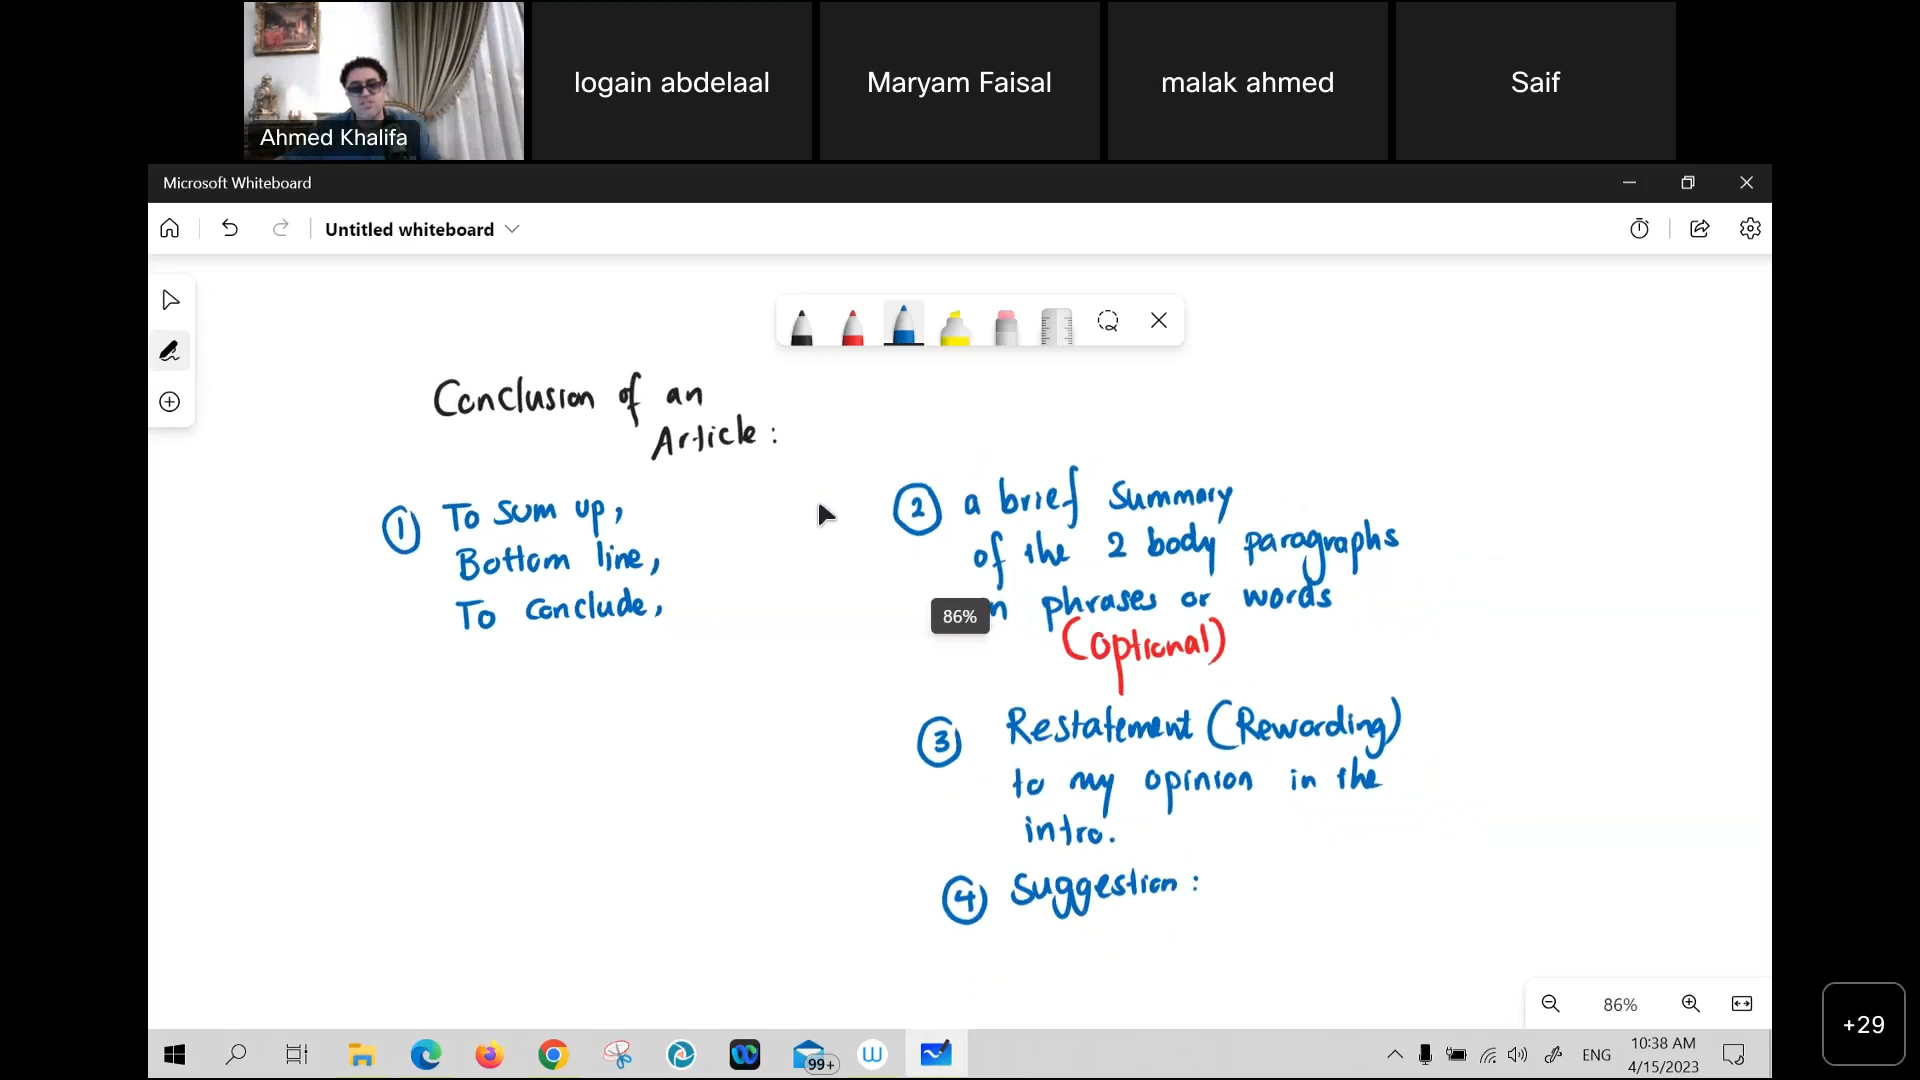 logain abdelaal
Maryam Faisal
malak ahmed
Saif
Ahmed Khalifa
Microsoft Whiteboard
Untitled whiteboard
Conclusion of an
Article:
① To sum up,
Bottom line,
To conclude,
② a brief summary
of the 2 body paragraphs
86%
n phrases or words
(optional)
③ Restatement (Rewording)
to my opinion in the
intro.
④ Suggestion:
86%
+29
99+
ENG
10:38 AM
4/15/2023